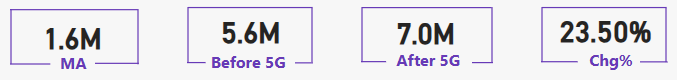 1.6M
MA
5.6M
Before 5G
7.0M
After 5G
23.50%
Chg%